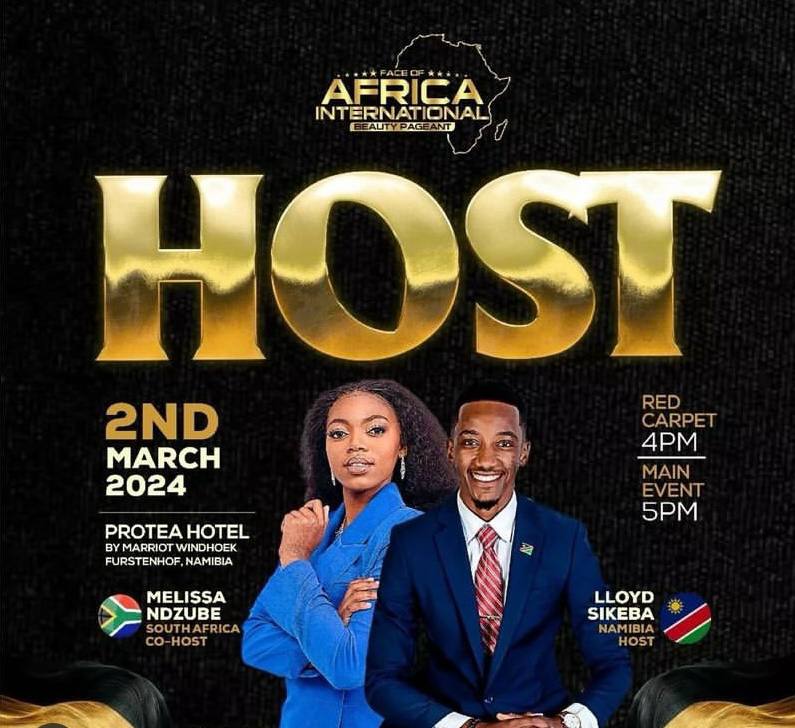 FACE OF
AFRICA
INTERNATIONAL
BEAUTY PAGEANT
HOST
2ND
MARCH
2024
PROTEA HOTEL
BY MARRIOT WINDHOEK
FURSTENHOF, NAMIBIA
MELISSA
NDZUBE
SOUTH AFRICA
CO-HOST
RED
CARPET
4PM
MAIN
EVENT
5PM
LLOYD
SIKEBA
NAMIBIA
HOST